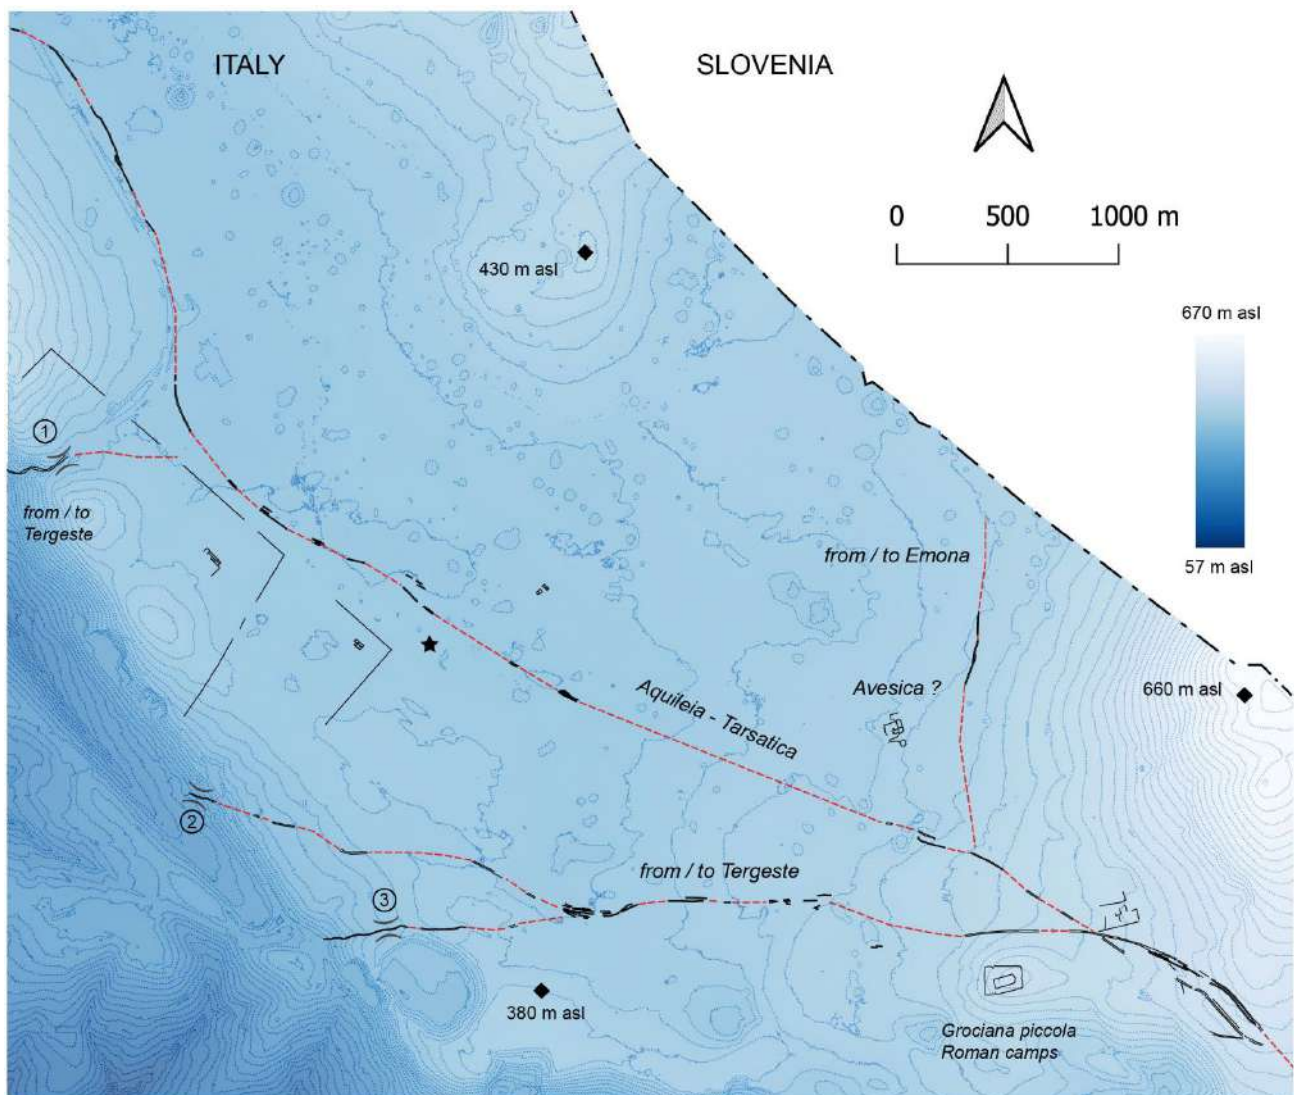 ITALY
SLOVENIA
0 500 1000 m
430 m asl
670 m asl
57 m asl
1
from / to
Tergeste
from / to Emona
Avesica ?
660 m asl
Aquileia - Tarsatica
2
from / to Tergeste
3
380 m asl
Grociana piccola
Roman camps